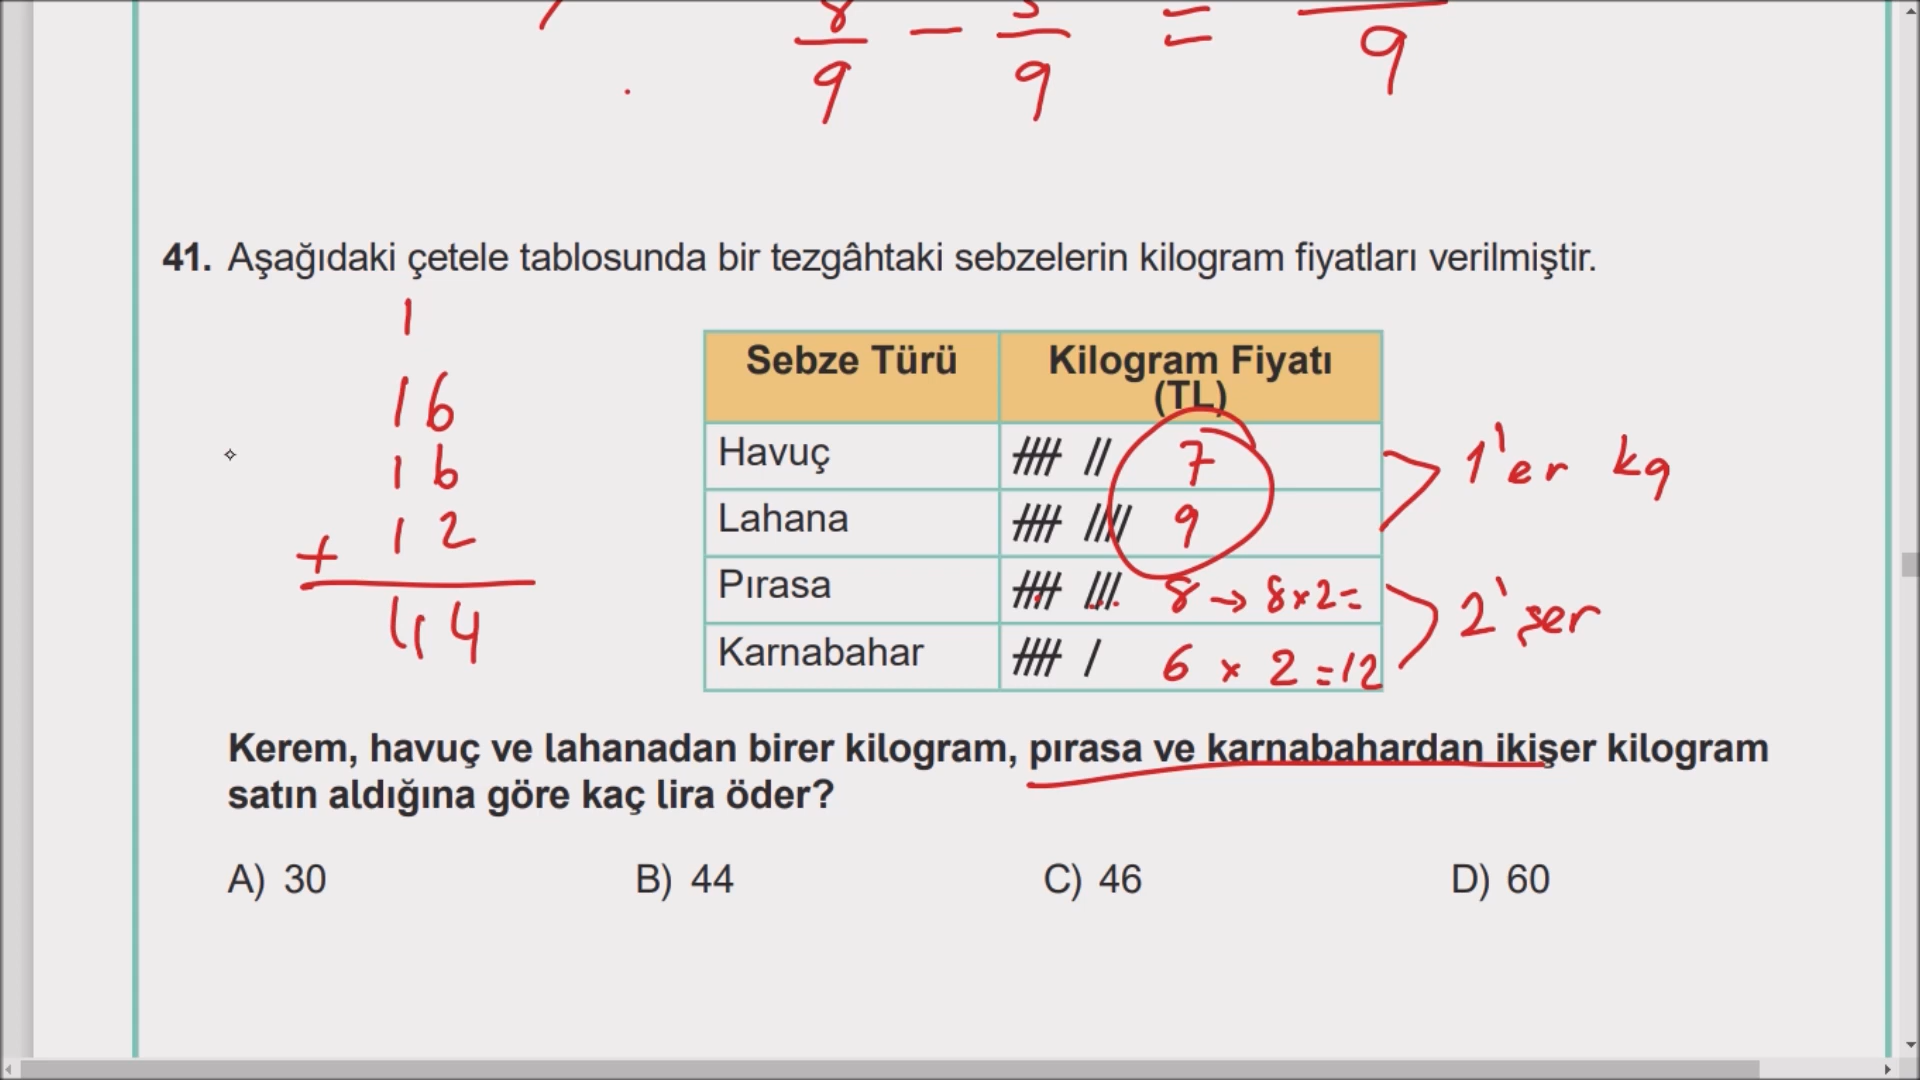 8/9 - 5/9 = /9
41. Aşağıdaki çetele tablosunda bir tezgâhtaki sebzelerin kilogram fiyatları verilmiştir.
1
16
16
+ 12
44
Sebze Türü Kilogram Fiyatı (TL)
Havuç 7
Lahana 9
1'er kg
Pırasa 8 → 8x2=
Karnabahar 6 x 2 = 12
2'şer
Kerem, havuç ve lahanadan birer kilogram, pırasa ve karnabahardan ikişer kilogram
satın aldığına göre kaç lira öder?
A) 30 B) 44 C) 46 D) 60